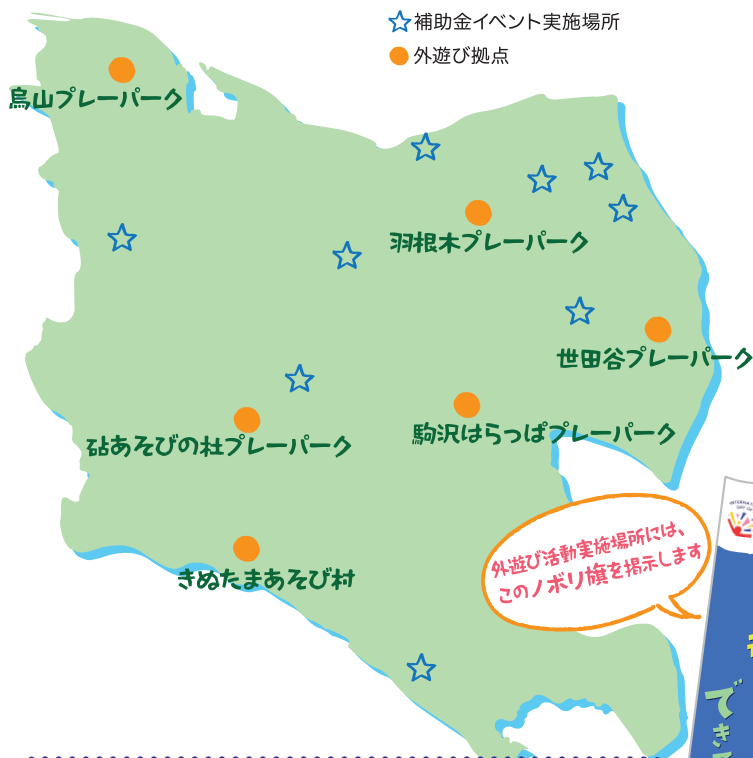 補助金イベント実施場所
外遊び拠点
烏山プレーパーク
羽根木プレーパーク
世田谷プレーパーク
駒沢はらっぱプレーパーク
砧あそびの杜プレーパーク
きぬたまあそび村
外遊び活動実施場所には、
このノボリ旗を掲示します
でき